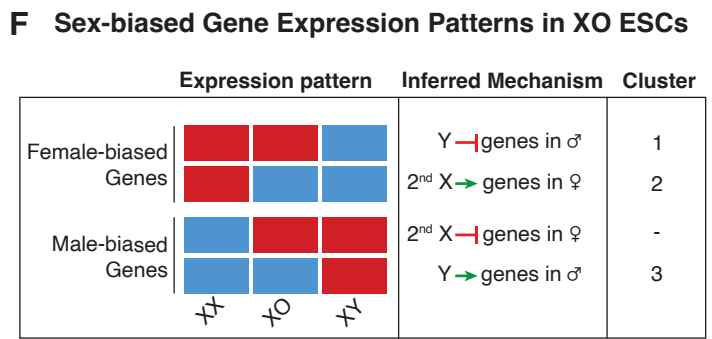 F Sex-biased Gene Expression Patterns in XO ESCs
Expression pattern Inferred Mechanism Cluster
Female-biased Genes
Y genes in ♂ 1
2nd X genes in ♀ 2
Male-biased Genes
2nd X genes in ♀ -
Y genes in ♂ 3
XX XO XY